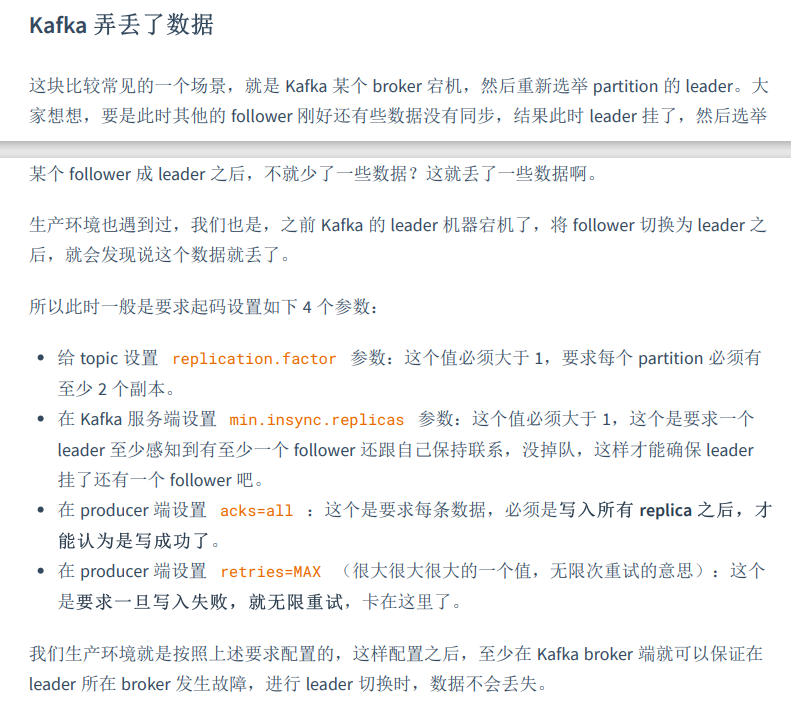 Kafka 弄丢了数据
这块比较常见的一个场景，就是 Kafka 某个 broker 宕机，然后重新选举 partition 的 leader。大
家想想，要是此时其他的 follower 刚好还有些数据没有同步，结果此时 leader 挂了，然后选举
某个 follower 成 leader 之后，不就少了一些数据？这就丢了一些数据啊。
生产环境也遇到过，我们也是，之前 Kafka 的 leader 机器宕机了，将 follower 切换为 leader 之
后，就会发现说这个数据就丢了。
所以此时一般是要求起码设置如下 4 个参数：
• 给 topic 设置 replication.factor 参数：这个值必须大于 1，要求每个 partition 必须有
至少 2 个副本。
• 在 Kafka 服务端设置 min.insync.replicas 参数：这个值必须大于 1，这个是要求一个
leader 至少感知到有至少一个 follower 还跟自己保持联系，没掉队，这样才能确保 leader
挂了还有一个 follower 吧。
• 在 producer 端设置 acks=all ：这个是要求每条数据，必须是写入所有 replica 之后，才
能认为是写成功了。
• 在 producer 端设置 retries=MAX （很大很大很大的一个值，无限次重试的意思）：这个
是要求一旦写入失败，就无限重试，卡在这里了。
我们生产环境就是按照上述要求配置的，这样配置之后，至少在 Kafka broker 端就可以保证在
leader 所在 broker 发生故障，进行 leader 切换时，数据不会丢失。